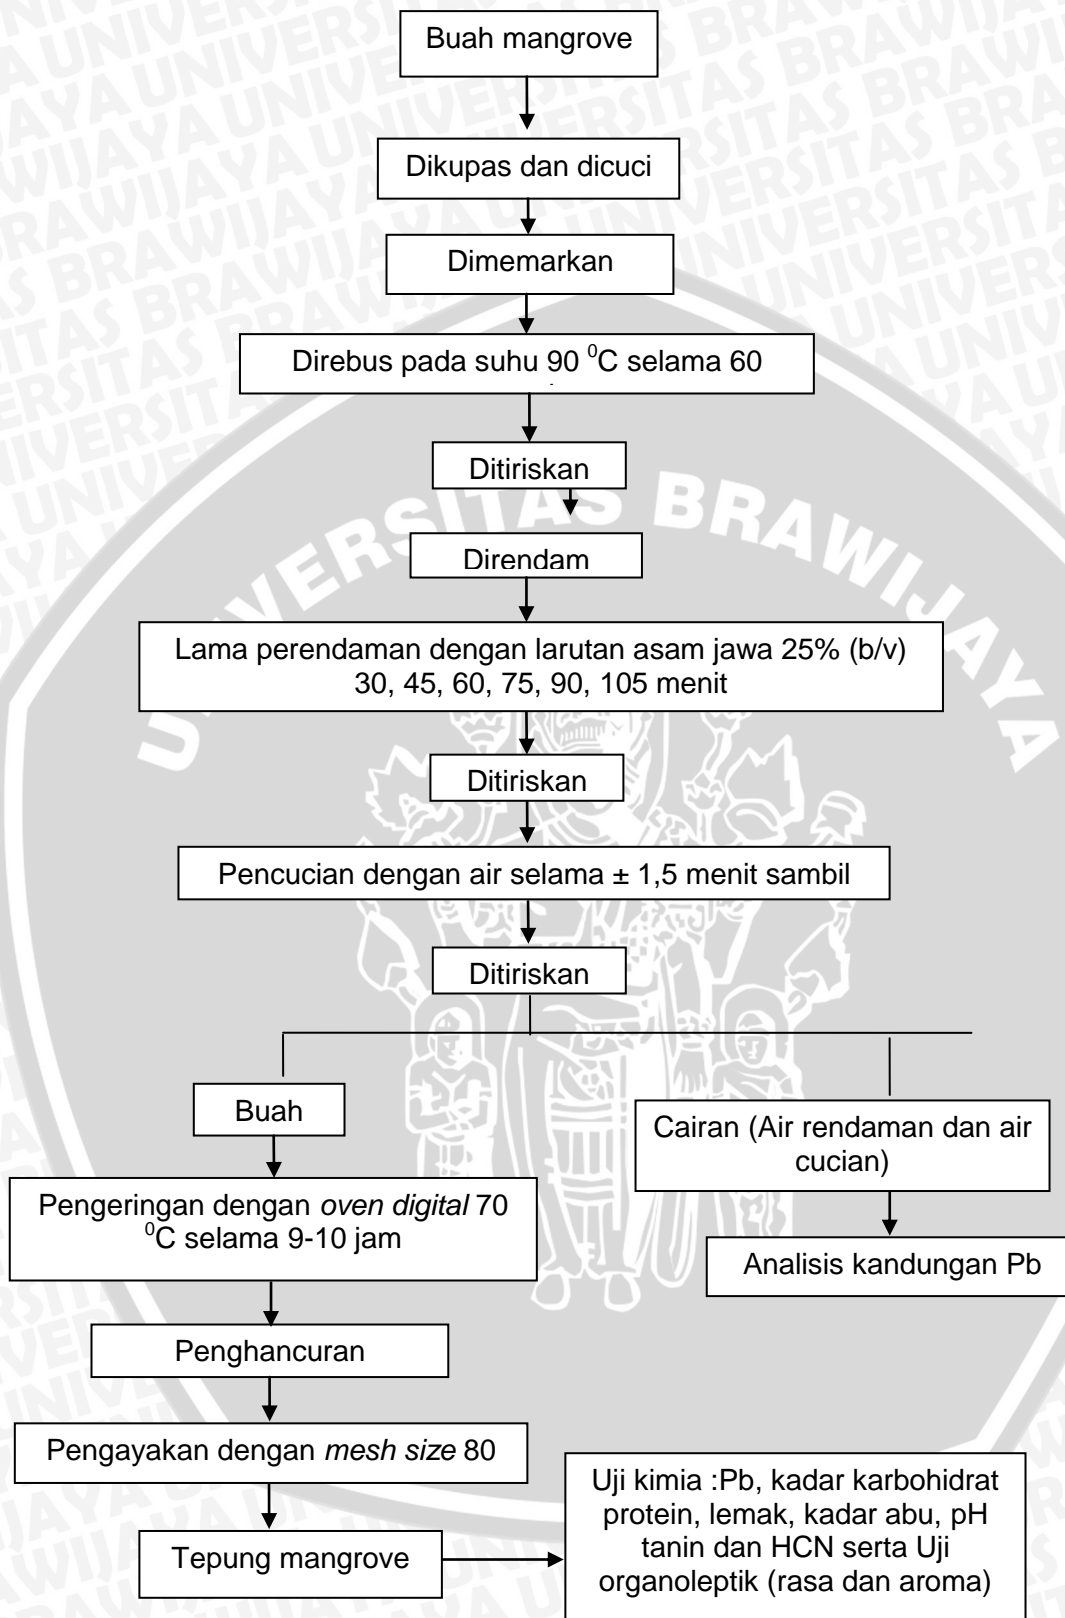 Buah mangrove
Dikupas dan dicuci
Dimemarkan
Direbus pada suhu 90 ⁰C selama 60
Ditiriskan
Direndam
Lama perendaman dengan larutan asam jawa 25% (b/v)
30, 45, 60, 75, 90, 105 menit
Ditiriskan
Pencucian dengan air selama ± 1,5 menit sambil
Ditiriskan
Buah
Cairan (Air rendaman dan air
cucian)
Pengeringan dengan oven digital 70
⁰C selama 9-10 jam
Analisis kandungan Pb
Penghancuran
Pengayakan dengan mesh size 80
Uji kimia :Pb, kadar karbohidrat
protein, lemak, kadar abu, pH
tanin dan HCN serta Uji
organoleptik (rasa dan aroma)
Tepung mangrove
UNIVERSITAS BRAWIJAYA